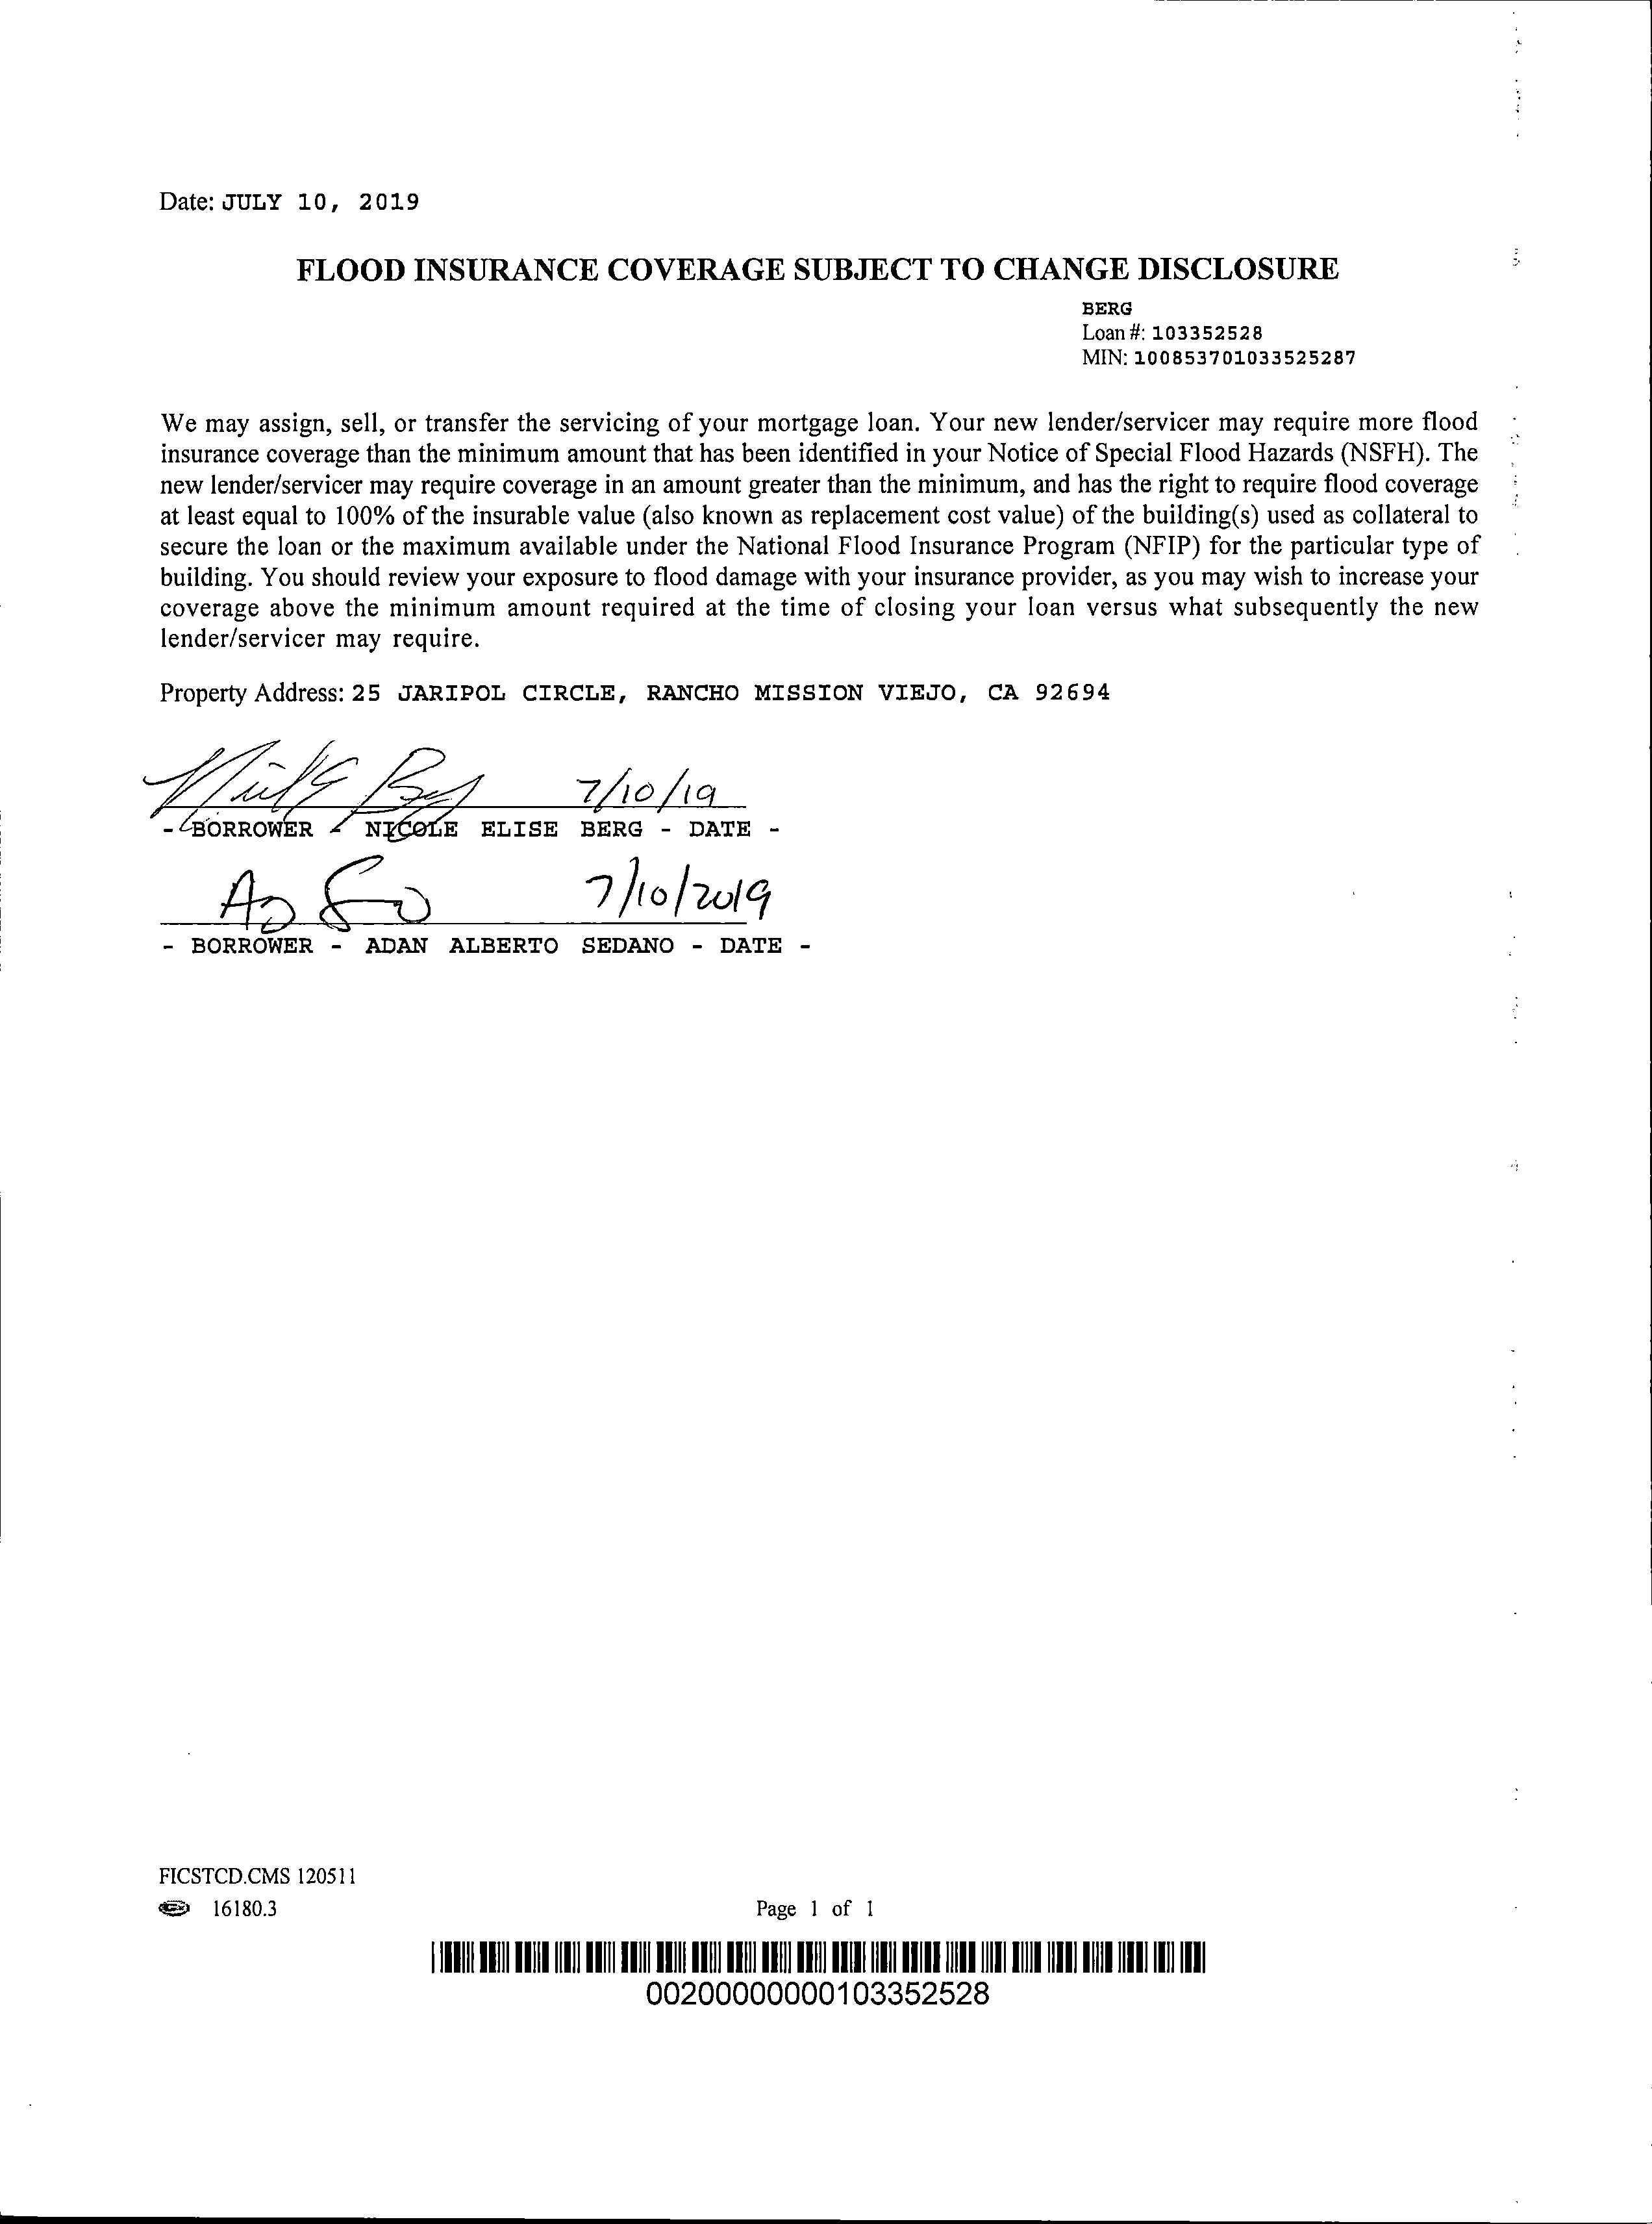 Date: JULY 10, 2019
FLOOD INSURANCE COVERAGE SUBJECT TO CHANGE DISCLOSURE
BERG
Loan #: 103352528
MIN: 100853701033525287
We may assign, sell, or transfer the servicing of your mortgage loan. Your new lender/servicer may require more flood
insurance coverage than the minimum amount that has been identified in your Notice of Special Flood Hazards (NSFH). The
new lender/servicer may require coverage in an amount greater than the minimum, and has the right to require flood coverage
at least equal to 100% of the insurable value (also known as replacement cost value) of the building(s) used as collateral to
secure the loan or the maximum available under the National Flood Insurance Program (NFIP) for the particular type of
building. You should review your exposure to flood damage with your insurance provider, as you may wish to increase your
coverage above the minimum amount required at the time of closing your loan versus what subsequently the new
lender/servicer may require.
Property Address: 25 JARIPOL CIRCLE, RANCHO MISSION VIEJO, CA 92694
7/10/19
- BORROWER - NICOLE ELISE BERG - DATE -
7/10/2019
- BORROWER - ADAN ALBERTO SEDANO - DATE -
FICSTCD.CMS 120511
16180.3
Page 1 of 1
00200000000103352528